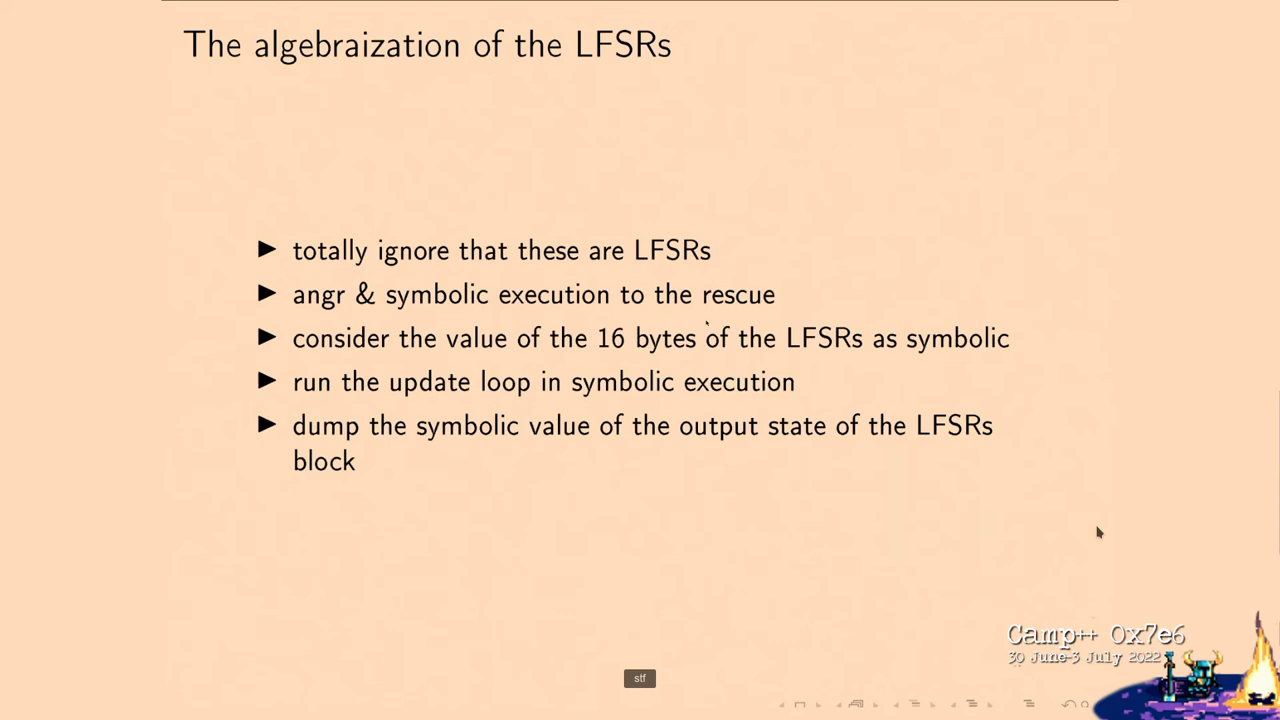 The algebraization of the LFSRs
totally ignore that these are LFSRs
angr & symbolic execution to the rescue
consider the value of the 16 bytes of the LFSRs as symbolic
run the update loop in symbolic execution
dump the symbolic value of the output state of the LFSRs
block
Camp++ 0x7e6
30 June-3 July 2022
stf